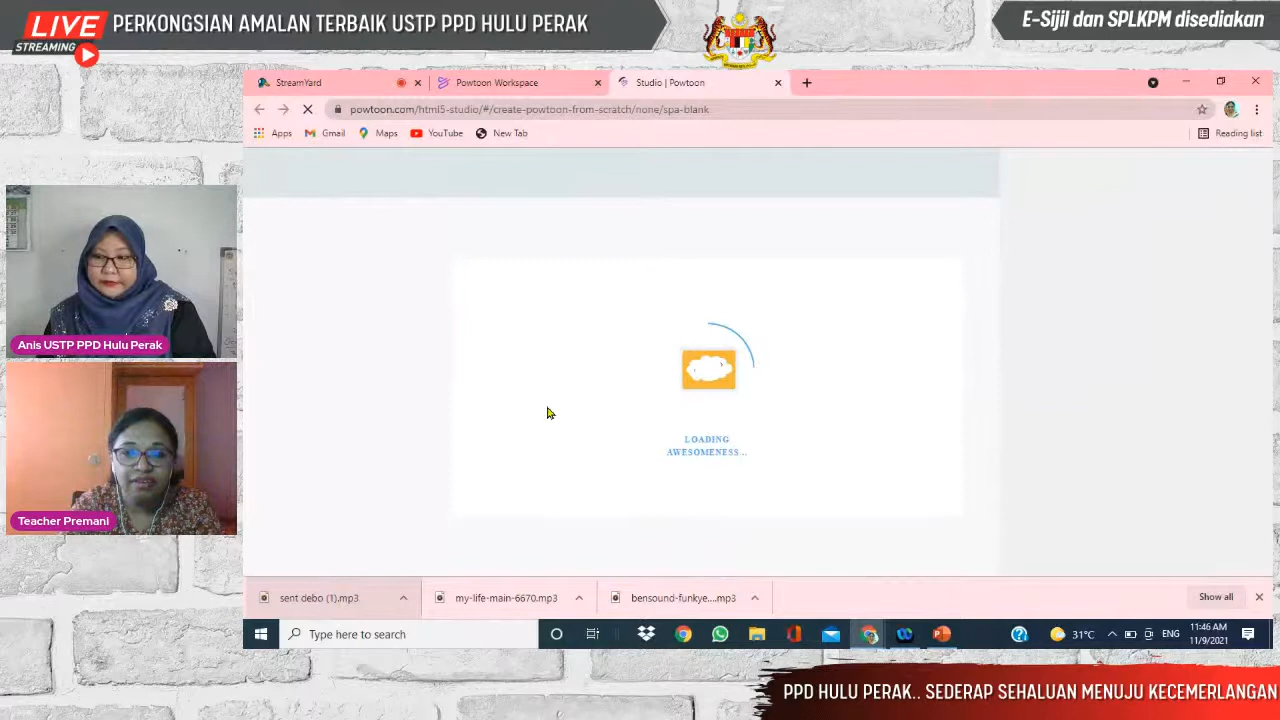 LIVE
STREAMING
PERKONGSIAN AMALAN TERBAIK USTP PPD HULU PERAK
E-Sijil dan SPLKPM disediakan
StreamYard
Powtoon Workspace
Studio | Powtoon
powtoon.com/html5-studio/#/create-powtoon-from-scratch/none/spa-blank
Apps
Gmail
Maps
YouTube
New Tab
Reading list
Anis USTP PPD Hulu Perak
Teacher Premani
LOADING
AWESOMENESS..
sent debo (1).mp3
my-life-main-6670.mp3
bensound-funkye....mp3
Show all
Type here to search
31°C
ENG
11:46 AM
11/9/2021
PPD HULU PERAK.. SEDERAP SEHALUAN MENUJU KECEMERLANGAN